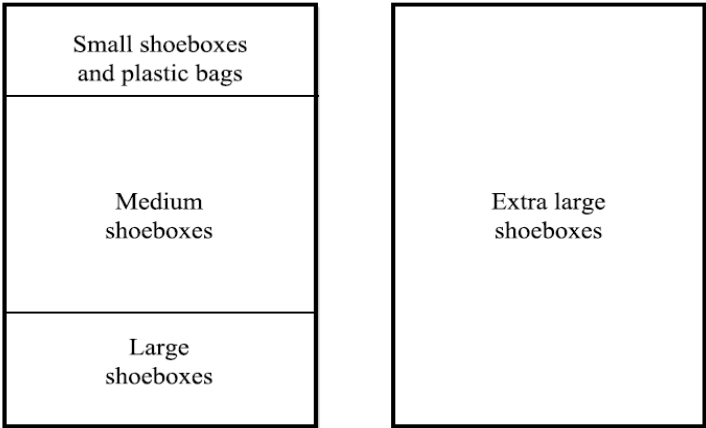 Small shoeboxes
and plastic bags
Medium
shoeboxes
Large
shoeboxes
Extra large
shoeboxes